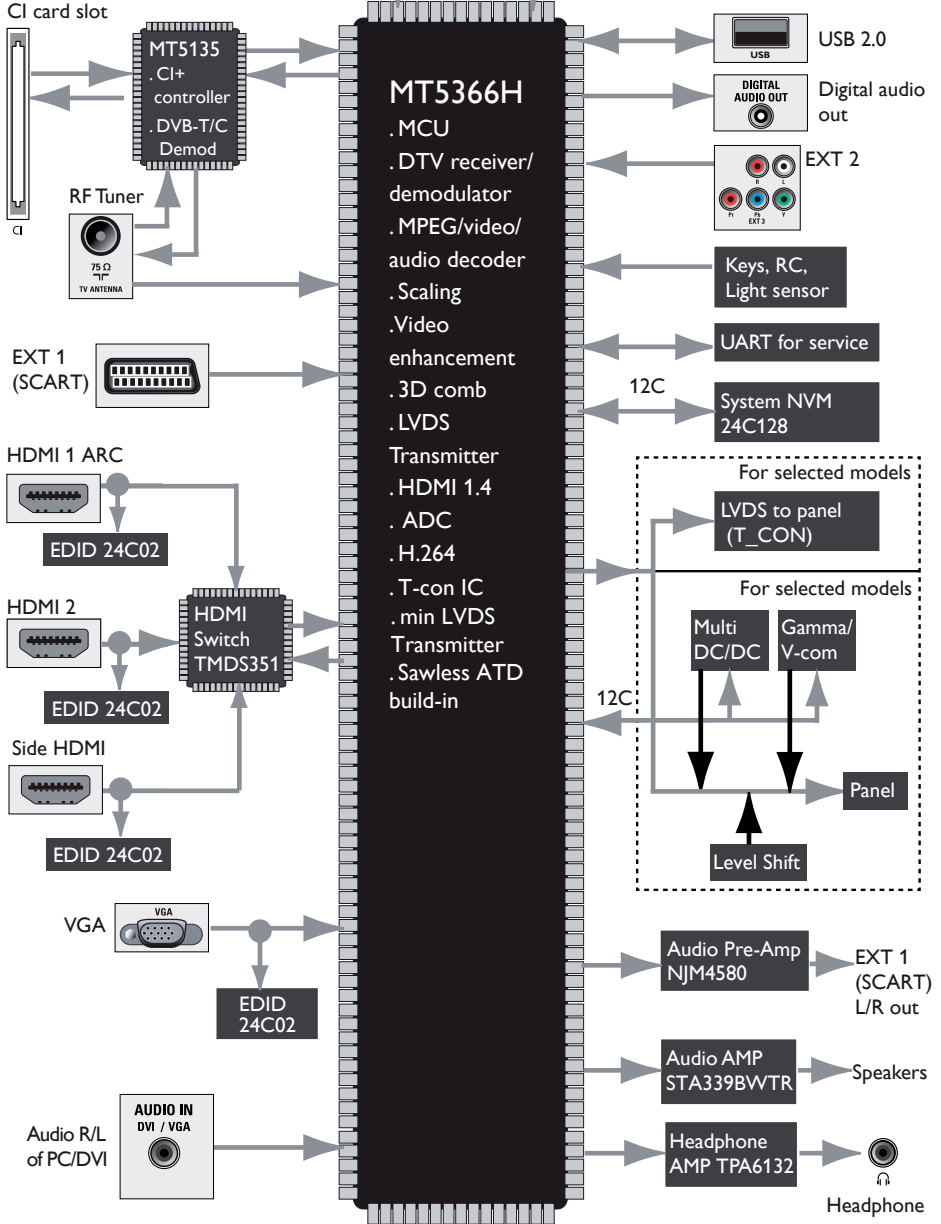 CI card slot
CI
MT5135
. CI+
controller
. DVB-T/C
Demod
RF Tuner
75 Ω
TV ANTENNA
EXT 1
(SCART)
HDMI 1 ARC
EDID 24C02
HDMI 2
EDID 24C02
HDMI
Switch
TMDS351
Side HDMI
EDID 24C02
VGA
VGA
EDID
24C02
Audio R/L
of PC/DVI
AUDIO IN
DVI / VGA
MT5366H
. MCU
. DTV receiver/
demodulator
. MPEG/video/
audio decoder
. Scaling
.Video
enhancement
. 3D comb
. LVDS
Transmitter
. HDMI 1.4
. ADC
. H.264
. T-con IC
. min LVDS
Transmitter
. Sawless ATD
build-in
USB
USB 2.0
DIGITAL
AUDIO OUT
Digital audio
out
R L
Pr Pb Y
EXT 3
EXT 2
Keys, RC,
Light sensor
UART for service
12C
System NVM
24C128
For selected models
LVDS to panel
(T_CON)
For selected models
Multi
DC/DC
Gamma/
V-com
12C
Panel
Level Shift
Audio Pre-Amp
NJM4580
EXT 1
(SCART)
L/R out
Audio AMP
STA339BWTR
Speakers
Headphone
AMP TPA6132
Headphone